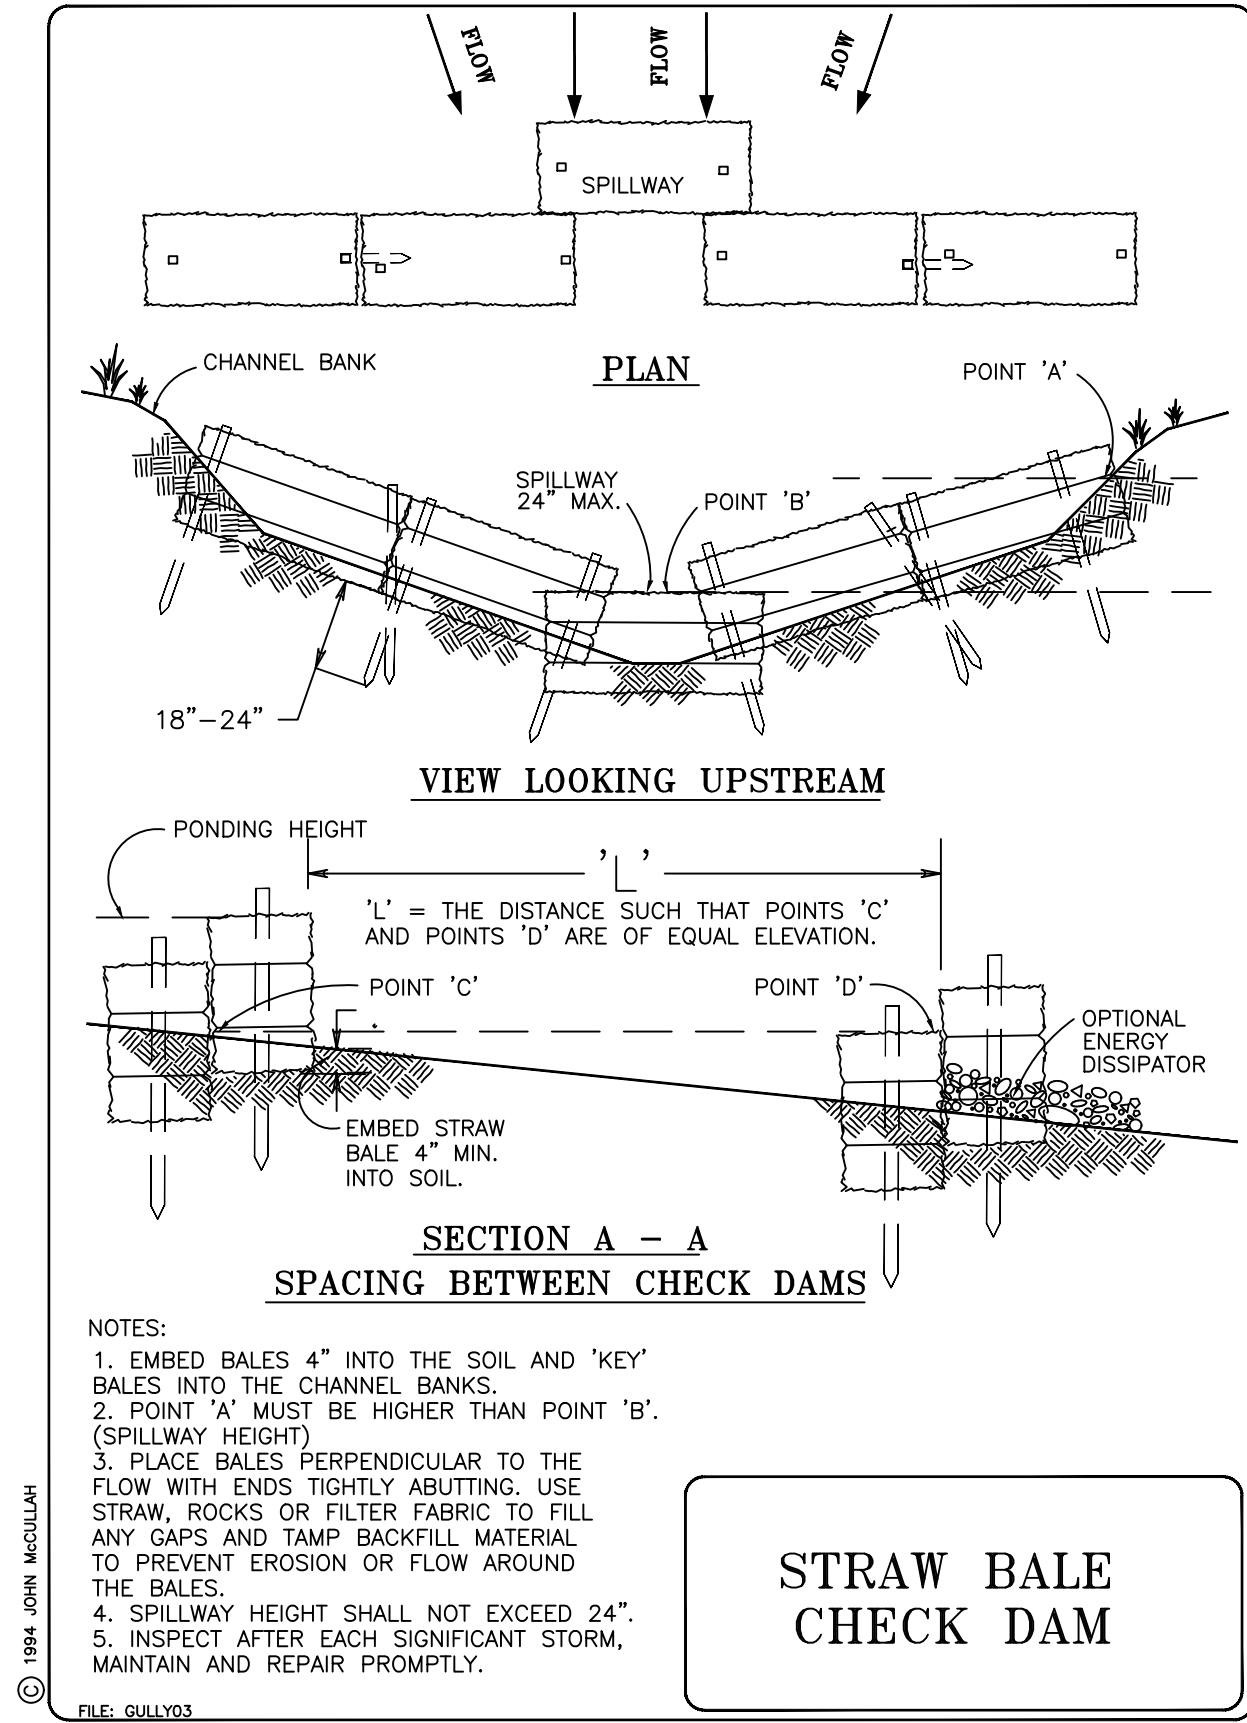 FLOW
FLOW
FLOW
SPILLWAY
PLAN
CHANNEL BANK
POINT 'A'
SPILLWAY
24" MAX.
POINT 'B'
18"-24"
VIEW LOOKING UPSTREAM
PONDING HEIGHT
'L'
'L' = THE DISTANCE SUCH THAT POINTS 'C'
AND POINTS 'D' ARE OF EQUAL ELEVATION.
POINT 'C'
POINT 'D'
OPTIONAL
ENERGY
DISSIPATOR
EMBED STRAW
BALE 4" MIN.
INTO SOIL.
SECTION A - A
SPACING BETWEEN CHECK DAMS
NOTES:
1. EMBED BALES 4" INTO THE SOIL AND 'KEY'
BALES INTO THE CHANNEL BANKS.
2. POINT 'A' MUST BE HIGHER THAN POINT 'B'.
(SPILLWAY HEIGHT)
3. PLACE BALES PERPENDICULAR TO THE
FLOW WITH ENDS TIGHTLY ABUTTING. USE
STRAW, ROCKS OR FILTER FABRIC TO FILL
ANY GAPS AND TAMP BACKFILL MATERIAL
TO PREVENT EROSION OR FLOW AROUND
THE BALES.
4. SPILLWAY HEIGHT SHALL NOT EXCEED 24".
5. INSPECT AFTER EACH SIGNIFICANT STORM,
MAINTAIN AND REPAIR PROMPTLY.
STRAW BALE
CHECK DAM
© 1994 JOHN McCULLAH
FILE: GULLY03